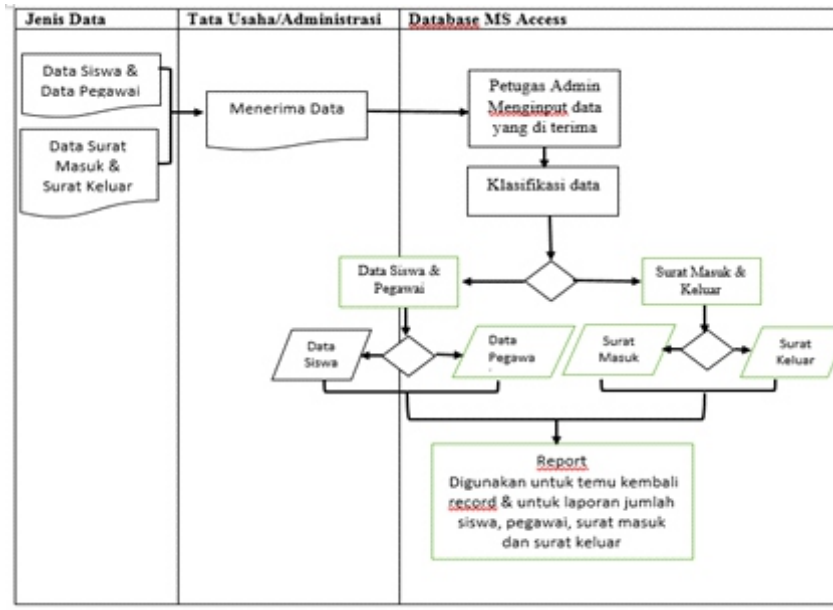 Jenis Data
Tata Usaha/Administrasi
Database MS Access
Data Siswa &
Data Pegawai
Data Surat
Masuk &
Surat Keluar
Menerima Data
Petugas Admin
Menginput data
yang di terima
Klasifikasi data
Data Siswa &
Pegawai
Surat Masuk &
Keluar
Data
Siswa
Data
Pegawa
Surat
Masuk
Surat
Keluar
Report
Digunakan untuk temu kembali
record & untuk laporan jumlah
siswa, pegawai, surat masuk
dan surat keluar